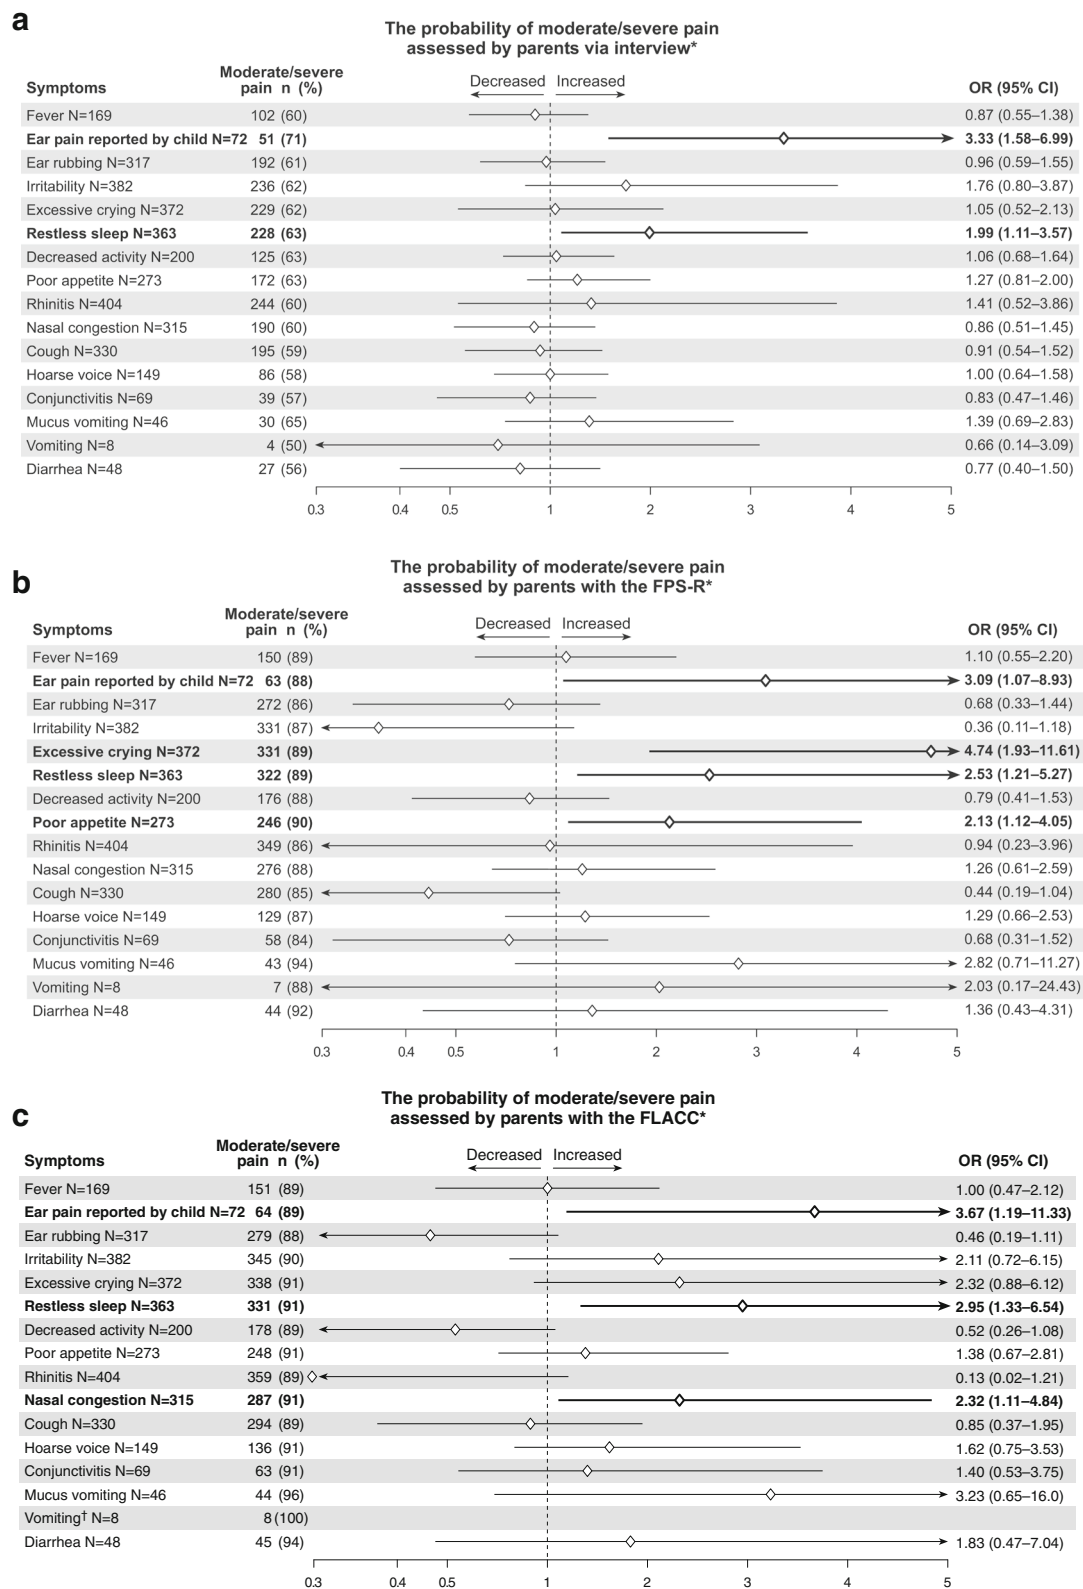 a
The probability of moderate/severe pain
assessed by parents via interview*
Moderate/severe
Symptoms pain n (%) Decreased Increased OR (95% CI)
Fever N=169 102 (60) 0.87 (0.55–1.38)
Ear pain reported by child N=72 51 (71) 3.33 (1.58–6.99)
Ear rubbing N=317 192 (61) 0.96 (0.59–1.55)
Irritability N=382 236 (62) 1.76 (0.80–3.87)
Excessive crying N=372 229 (62) 1.05 (0.52–2.13)
Restless sleep N=363 228 (63) 1.99 (1.11–3.57)
Decreased activity N=200 125 (63) 1.06 (0.68–1.64)
Poor appetite N=273 172 (63) 1.27 (0.81–2.00)
Rhinitis N=404 244 (60) 1.41 (0.52–3.86)
Nasal congestion N=315 190 (60) 0.86 (0.51–1.45)
Cough N=330 195 (59) 0.91 (0.54–1.52)
Hoarse voice N=149 86 (58) 1.00 (0.64–1.58)
Conjunctivitis N=69 39 (57) 0.83 (0.47–1.46)
Mucus vomiting N=46 30 (65) 1.39 (0.69–2.83)
Vomiting N=8 4 (50) 0.66 (0.14–3.09)
Diarrhea N=48 27 (56) 0.77 (0.40–1.50)
0.3 0.4 0.5 1 2 3 4 5
b
The probability of moderate/severe pain
assessed by parents with the FPS-R*
Moderate/severe
Symptoms pain n (%) Decreased Increased OR (95% CI)
Fever N=169 150 (89) 1.10 (0.55–2.20)
Ear pain reported by child N=72 63 (88) 3.09 (1.07–8.93)
Ear rubbing N=317 272 (86) 0.68 (0.33–1.44)
Irritability N=382 331 (87) 0.36 (0.11–1.18)
Excessive crying N=372 331 (89) 4.74 (1.93–11.61)
Restless sleep N=363 322 (89) 2.53 (1.21–5.27)
Decreased activity N=200 176 (88) 0.79 (0.41–1.53)
Poor appetite N=273 246 (90) 2.13 (1.12–4.05)
Rhinitis N=404 349 (86) 0.94 (0.23–3.96)
Nasal congestion N=315 276 (88) 1.26 (0.61–2.59)
Cough N=330 280 (85) 0.44 (0.19–1.04)
Hoarse voice N=149 129 (87) 1.29 (0.66–2.53)
Conjunctivitis N=69 58 (84) 0.68 (0.31–1.52)
Mucus vomiting N=46 43 (94) 2.82 (0.71–11.27)
Vomiting N=8 7 (88) 2.03 (0.17–24.43)
Diarrhea N=48 44 (92) 1.36 (0.43–4.31)
0.3 0.4 0.5 1 2 3 4 5
c
The probability of moderate/severe pain
assessed by parents with the FLACC*
Moderate/severe
Symptoms pain n (%) Decreased Increased OR (95% CI)
Fever N=169 151 (89) 1.00 (0.47–2.12)
Ear pain reported by child N=72 64 (89) 3.67 (1.19–11.33)
Ear rubbing N=317 279 (88) 0.46 (0.19–1.11)
Irritability N=382 345 (90) 2.11 (0.72–6.15)
Excessive crying N=372 338 (91) 2.32 (0.88–6.12)
Restless sleep N=363 331 (91) 2.95 (1.33–6.54)
Decreased activity N=200 178 (89) 0.52 (0.26–1.08)
Poor appetite N=273 248 (91) 1.38 (0.67–2.81)
Rhinitis N=404 359 (89) 0.13 (0.02–1.21)
Nasal congestion N=315 287 (91) 2.32 (1.11–4.84)
Cough N=330 294 (89) 0.85 (0.37–1.95)
Hoarse voice N=149 136 (91) 1.62 (0.75–3.53)
Conjunctivitis N=69 63 (91) 1.40 (0.53–3.75)
Mucus vomiting N=46 44 (96) 3.23 (0.65–16.0)
Vomiting† N=8 8 (100)
Diarrhea N=48 45 (94) 1.83 (0.47–7.04)
0.3 0.4 0.5 1 2 3 4 5